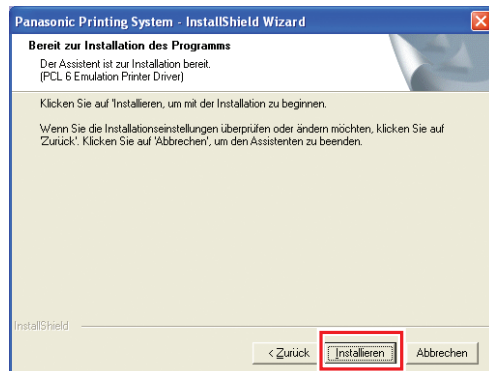 Panasonic Printing System - InstallShield Wizard
Bereit zur Installation des Programms
Der Assistent ist zur Installation bereit.
(PCL 6 Emulation Printer Driver)
Klicken Sie auf 'Installieren, um mit der Installation zu beginnen.
Wenn Sie die Installationseinstellungen überprüfen oder ändern möchten, klicken Sie auf
'Zurück'. Klicken Sie auf 'Abbrechen', um den Assistenten zu beenden.
InstallShield
< Zurück Installieren Abbrechen